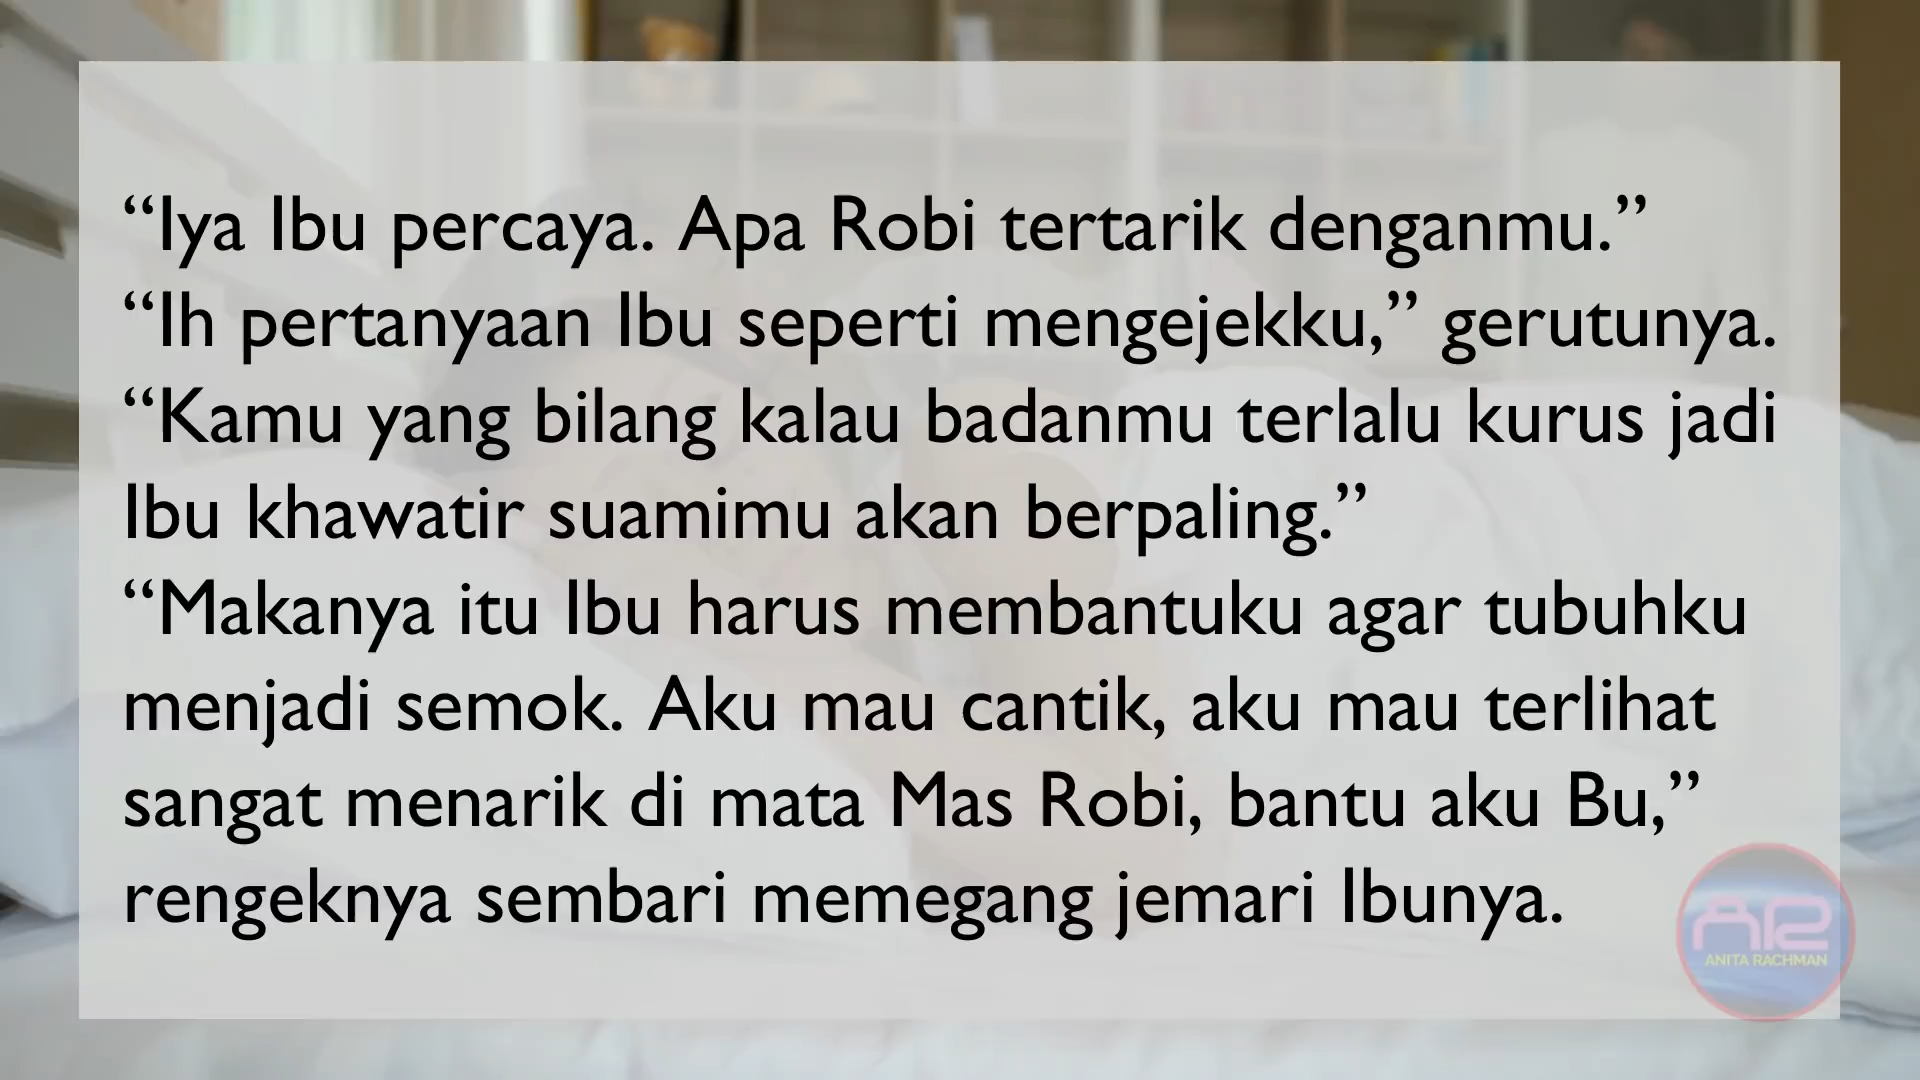 “Iya Ibu percaya. Apa Robi tertarik denganmu.”
“Ih pertanyaan Ibu seperti mengejekku,” gerutunya.
“Kamu yang bilang kalau badanmu terlalu kurus jadi
Ibu khawatir suamimu akan berpaling.”
“Makanya itu Ibu harus membantuku agar tubuhku
menjadi semok. Aku mau cantik, aku mau terlihat
sangat menarik di mata Mas Robi, bantu aku Bu,”
rengeknya sembari memegang jemari Ibunya.
AR
ANITA RACHMAN